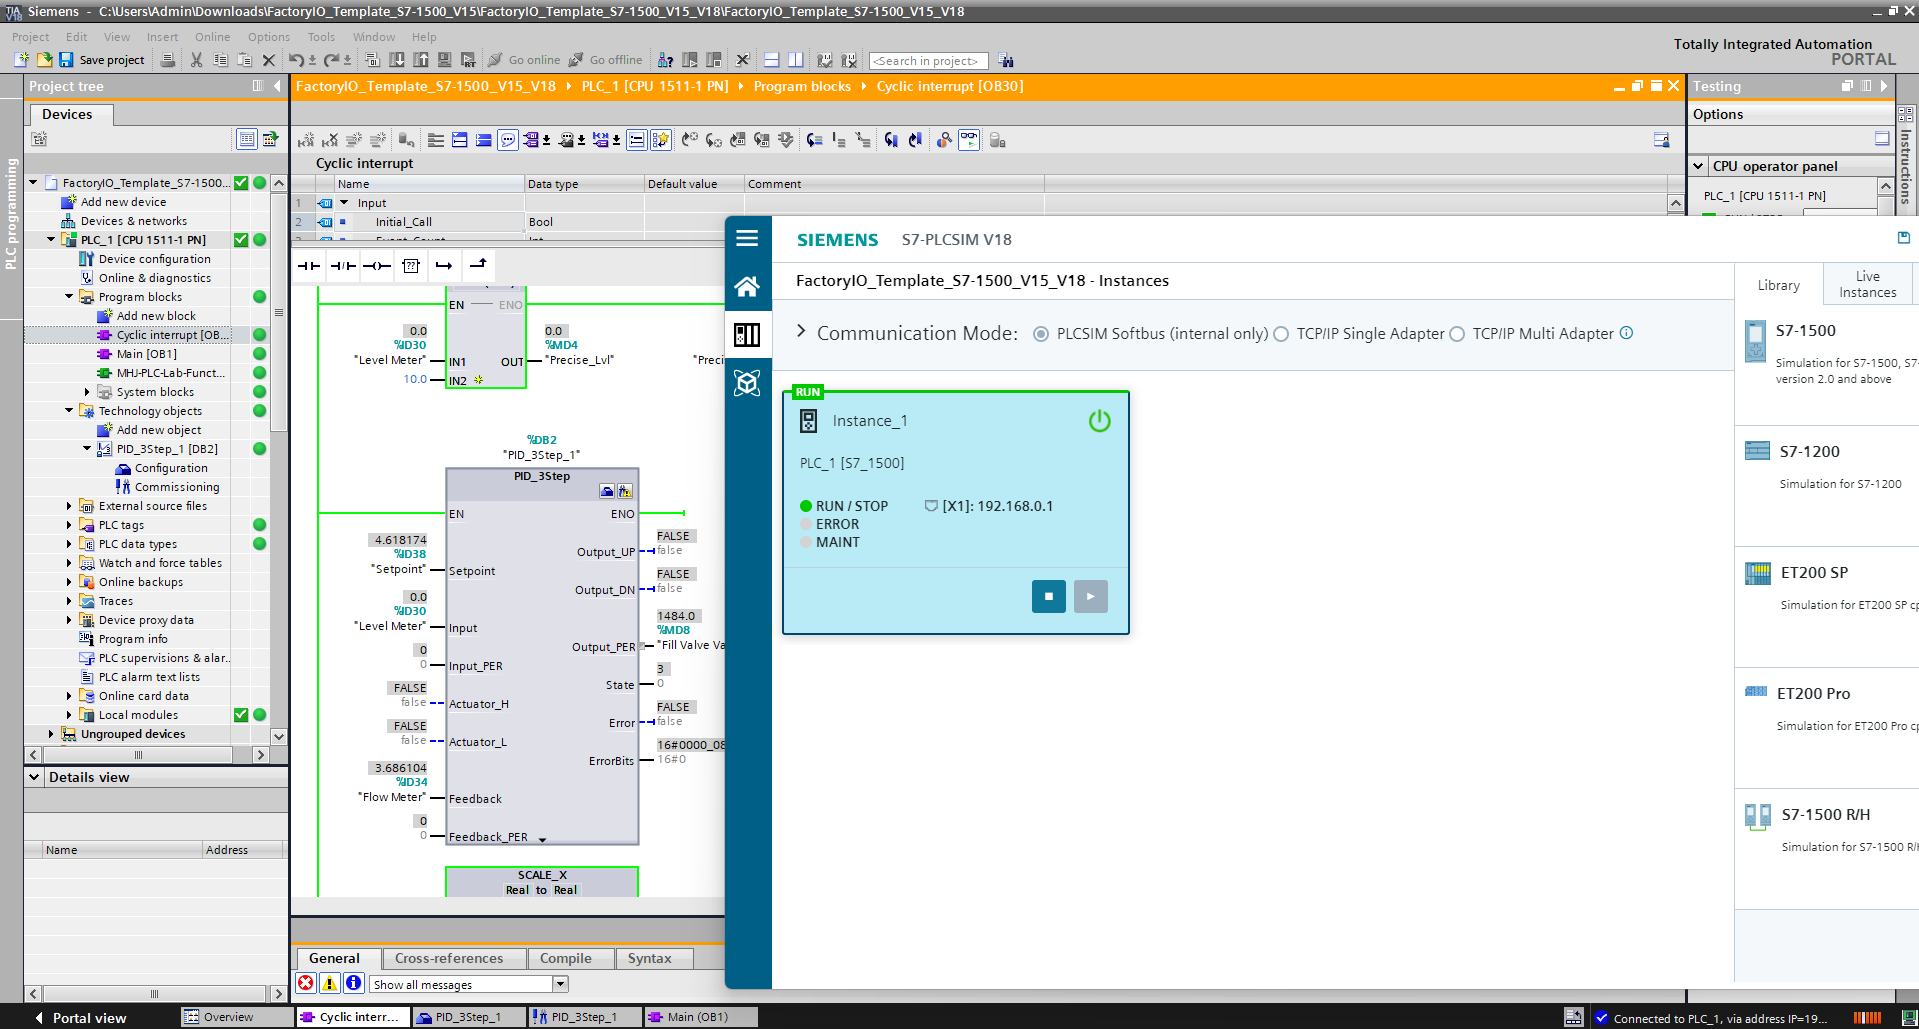 Siemens - C:\Users\Admin\Downloads\FactoryIO_Template_S7-1500_V15\FactoryIO_Template_S7-1500_V15_V18\FactoryIO_Template_S7-1500_V15_V18
Project Edit View Insert Online Options Tools Window Help
Totally Integrated Automation
PORTAL
Save project
Go online
Go offline
<Search in project>
Project tree
FactoryIO_Template_S7-1500_V15_V18 › PLC_1 [CPU 1511-1 PN] › Program blocks › Cyclic interrupt [OB30]
Testing
Devices
Options
PLC programming
Instructions
Cyclic interrupt
CPU operator panel
PLC_1 [CPU 1511-1 PN]
Name Data type Default value Comment
1 Input
2 Initial_Call Bool
FactoryIO_Template_S7-1500...
Add new device
Devices & networks
PLC_1 [CPU 1511-1 PN]
Device configuration
Online & diagnostics
Program blocks
Add new block
Cyclic interrupt [OB...
Main [OB1]
MHJ-PLC-Lab-Funct...
System blocks
Technology objects
Add new object
PID_3Step_1 [DB2]
Configuration
Commissioning
External source files
PLC tags
PLC data types
Watch and force tables
Online backups
Traces
Device proxy data
Program info
PLC supervisions & alar..
PLC alarm text lists
Online card data
Local modules
Ungrouped devices
Details view
Name Address
EN ENO
0.0
%ID30
"Level Meter" IN1
10.0 IN2
OUT
0.0
%MD4
"Precise_Lvl"
"Preci
%DB2
"PID_3Step_1"
PID_3Step
EN ENO
4.618174
%ID38
"Setpoint" Setpoint
0.0
%ID30
"Level Meter" Input
0
0 Input_PER
FALSE
false Actuator_H
FALSE
false Actuator_L
3.686104
%ID34
"Flow Meter" Feedback
0
0 Feedback_PER
FALSE
Output_UP false
FALSE
Output_DN false
1484.0
%MD8
Output_PER "Fill Valve Va
3
State 0
FALSE
Error false
16#0000_08
ErrorBits 16#0
SCALE_X
Real to Real
SIEMENS S7-PLCSIM V18
FactoryIO_Template_S7-1500_V15_V18 - Instances
Communication Mode: PLCSIM Softbus (internal only) TCP/IP Single Adapter TCP/IP Multi Adapter
RUN
Instance_1
PLC_1 [S7_1500]
RUN / STOP [X1]: 192.168.0.1
ERROR
MAINT
Library
Live
Instances
S7-1500
Simulation for S7-1500, S7-
version 2.0 and above
S7-1200
Simulation for S7-1200
ET200 SP
Simulation for ET200 SP cp
ET200 Pro
Simulation for ET200 Pro cp
S7-1500 R/H
Simulation for S7-1500 R/H
General Cross-references Compile Syntax
Show all messages
Portal view
Overview
Cyclic interr...
PID_3Step_1
PID_3Step_1
Main (OB1)
Connected to PLC_1, via address IP=19...